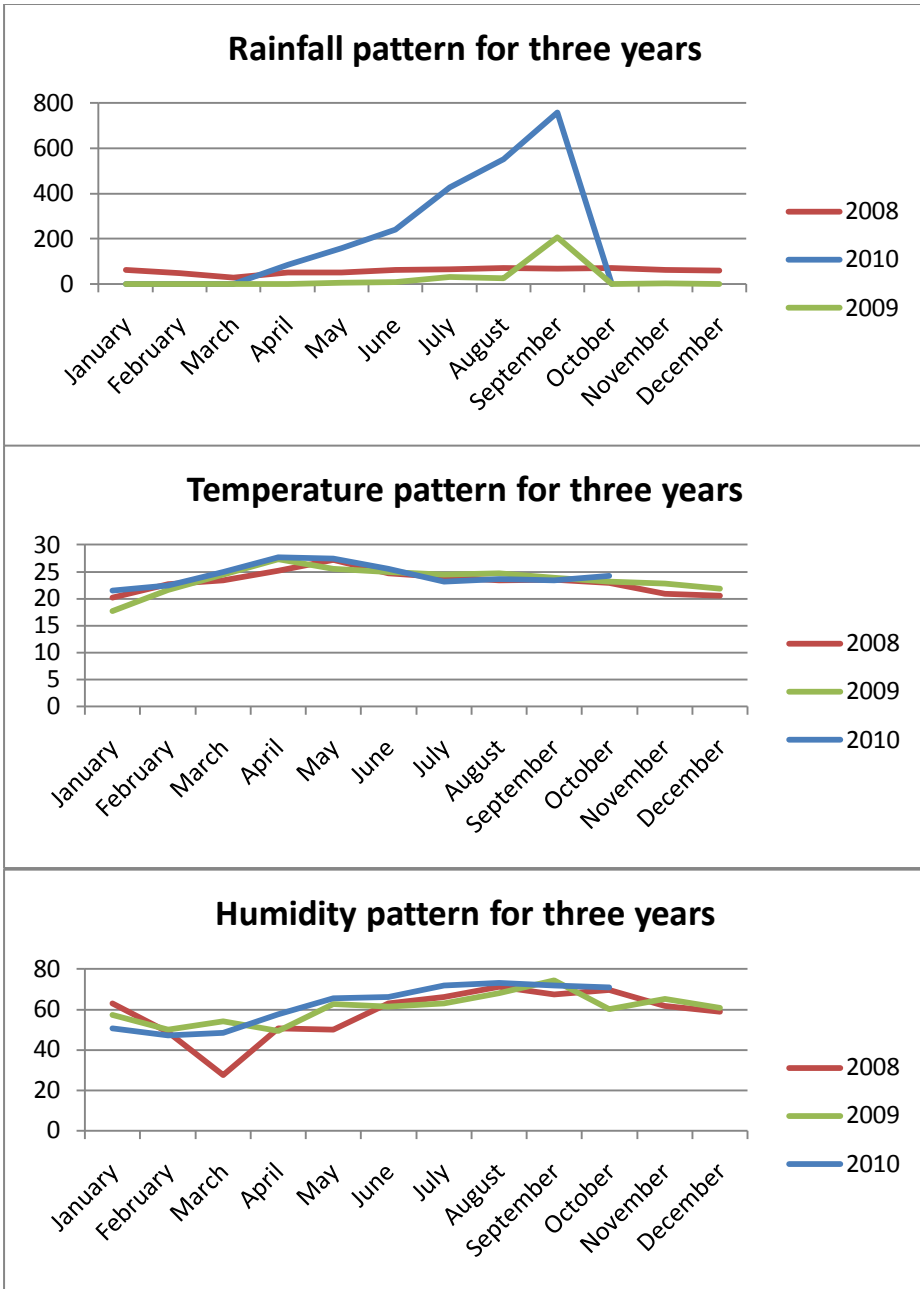 Rainfall pattern for three years
800
600
400
200
0
January
February
March
April
May
June
July
August
September
October
November
December
2008
2010
2009
Temperature pattern for three years
30
25
20
15
10
5
0
January
February
March
April
May
June
July
August
September
October
November
December
2008
2009
2010
Humidity pattern for three years
80
60
40
20
0
January
February
March
April
May
June
July
August
September
October
November
December
2008
2009
2010